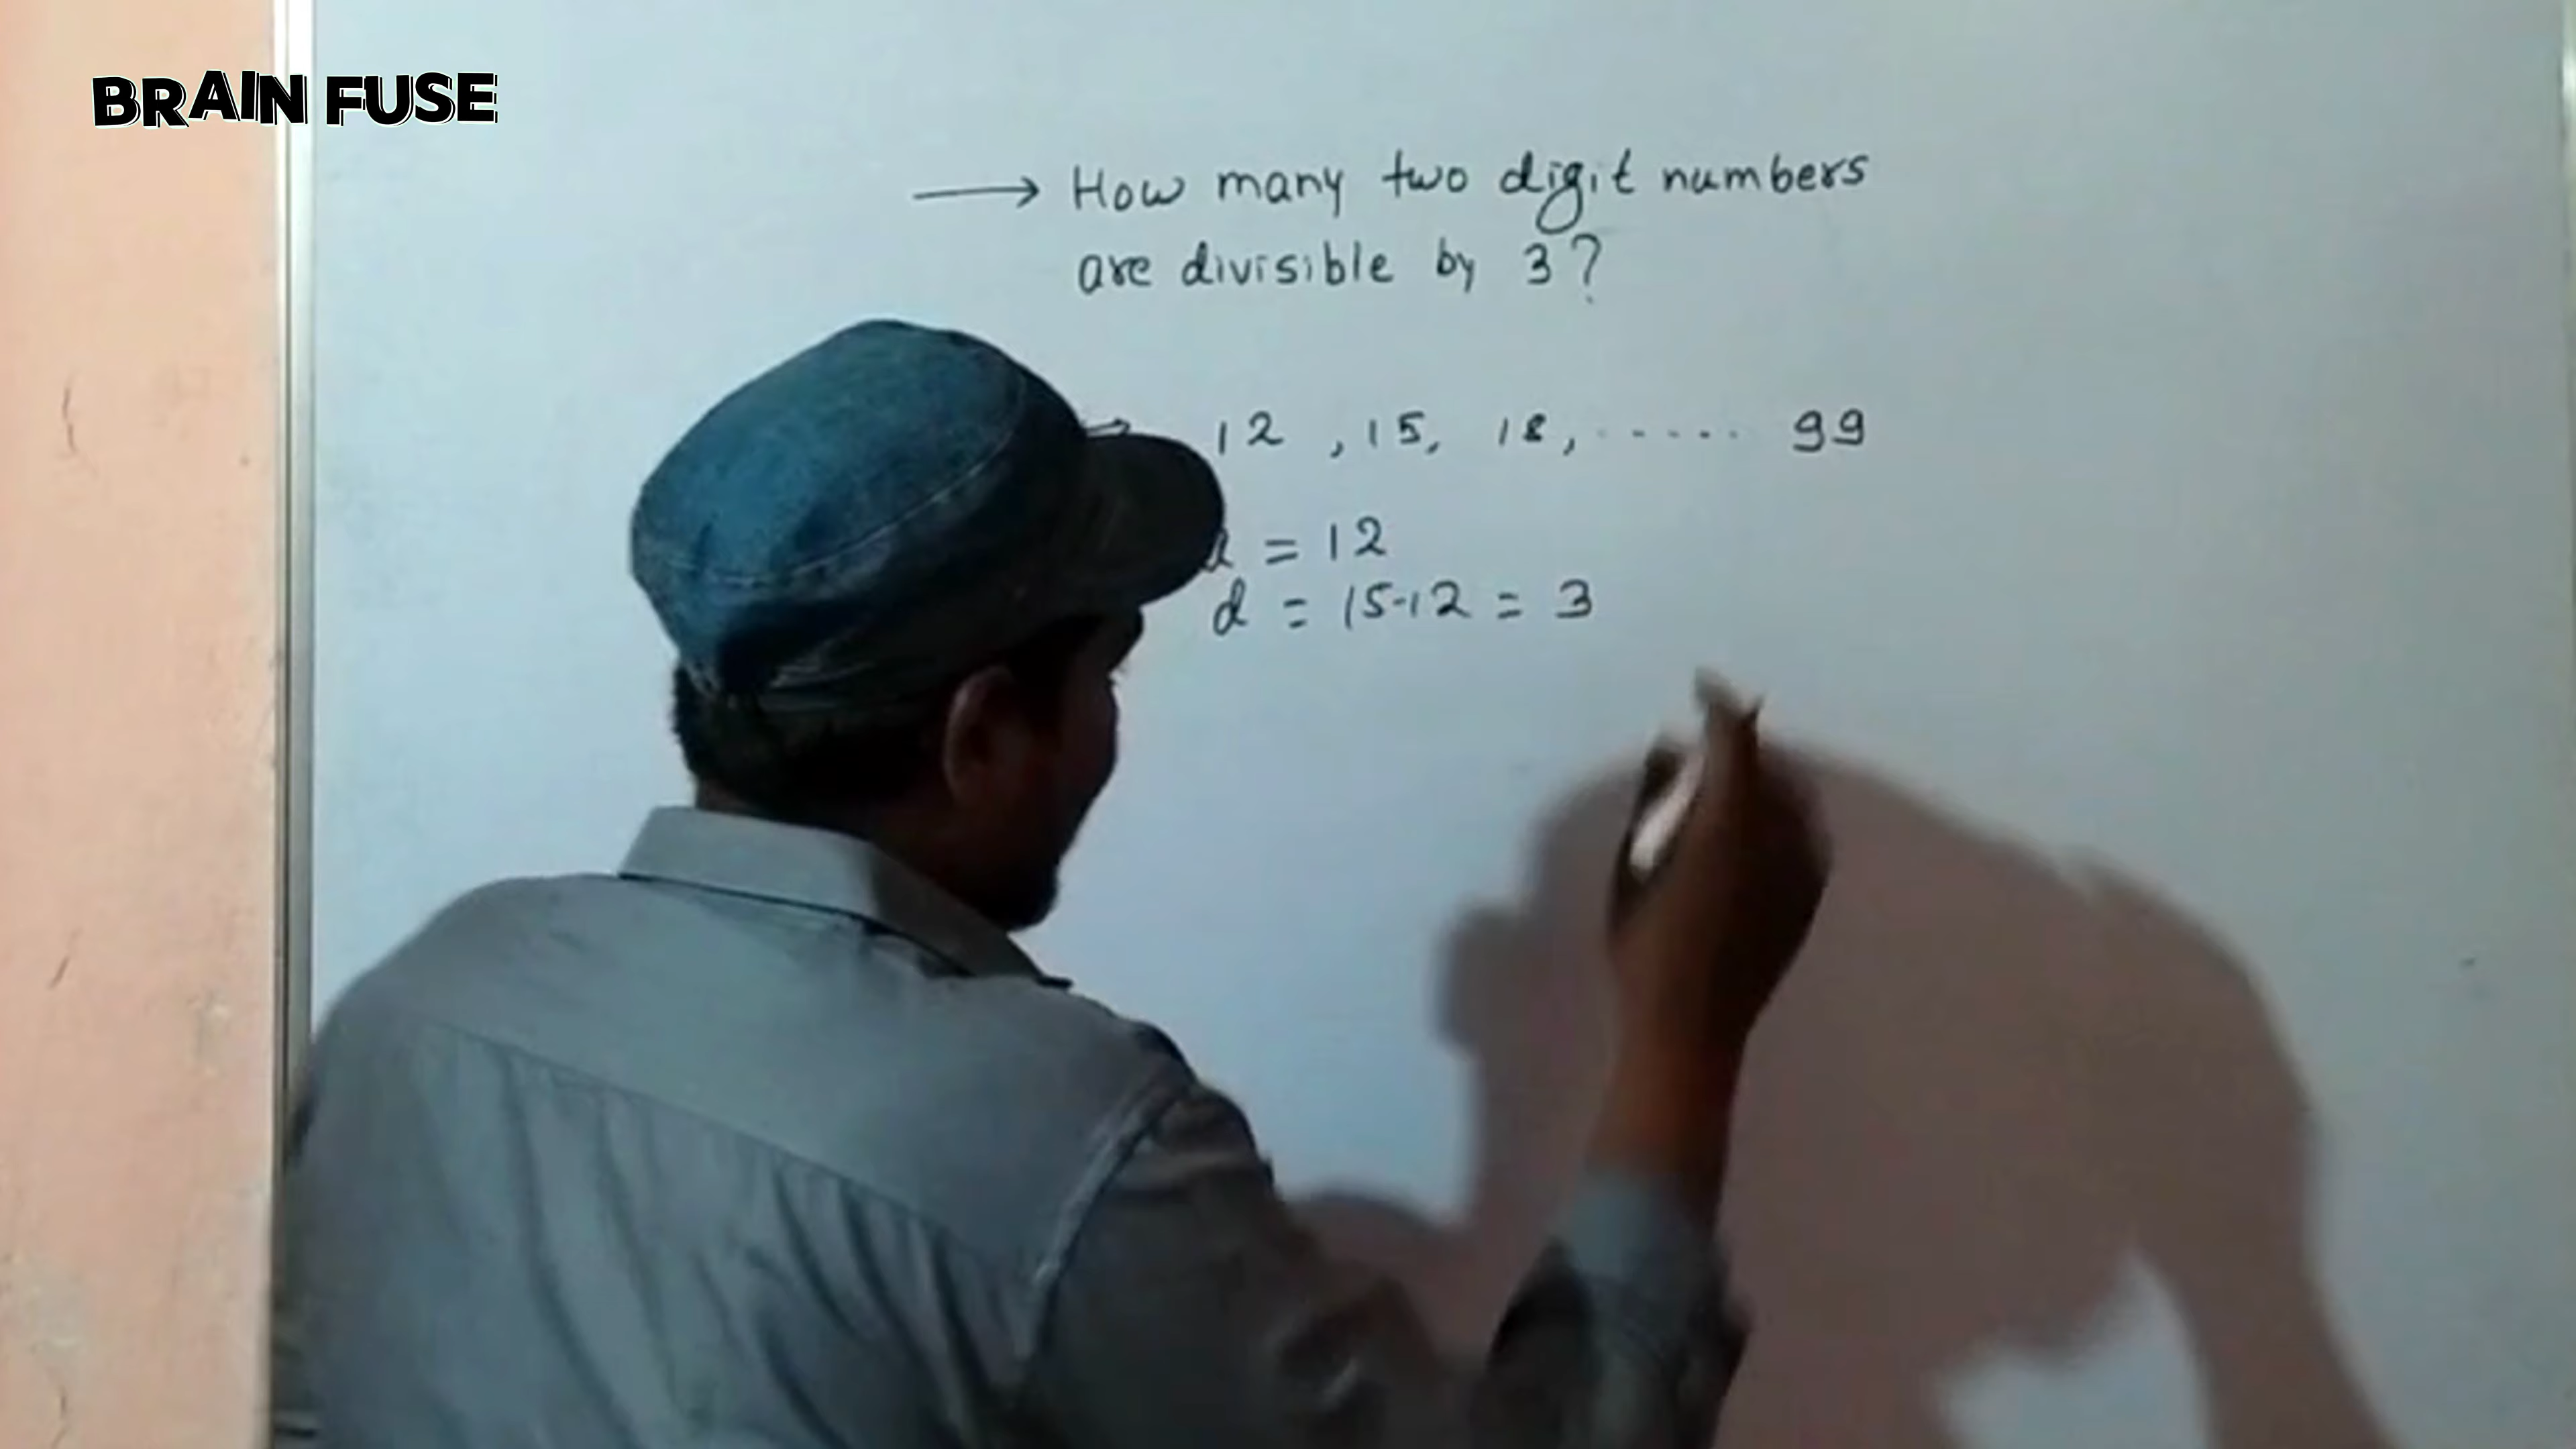 BRAIN FUSE
→ How many two digit numbers
are divisible by 3?
12 , 15, 18, ...... 99
a = 12
d = 15-12 = 3